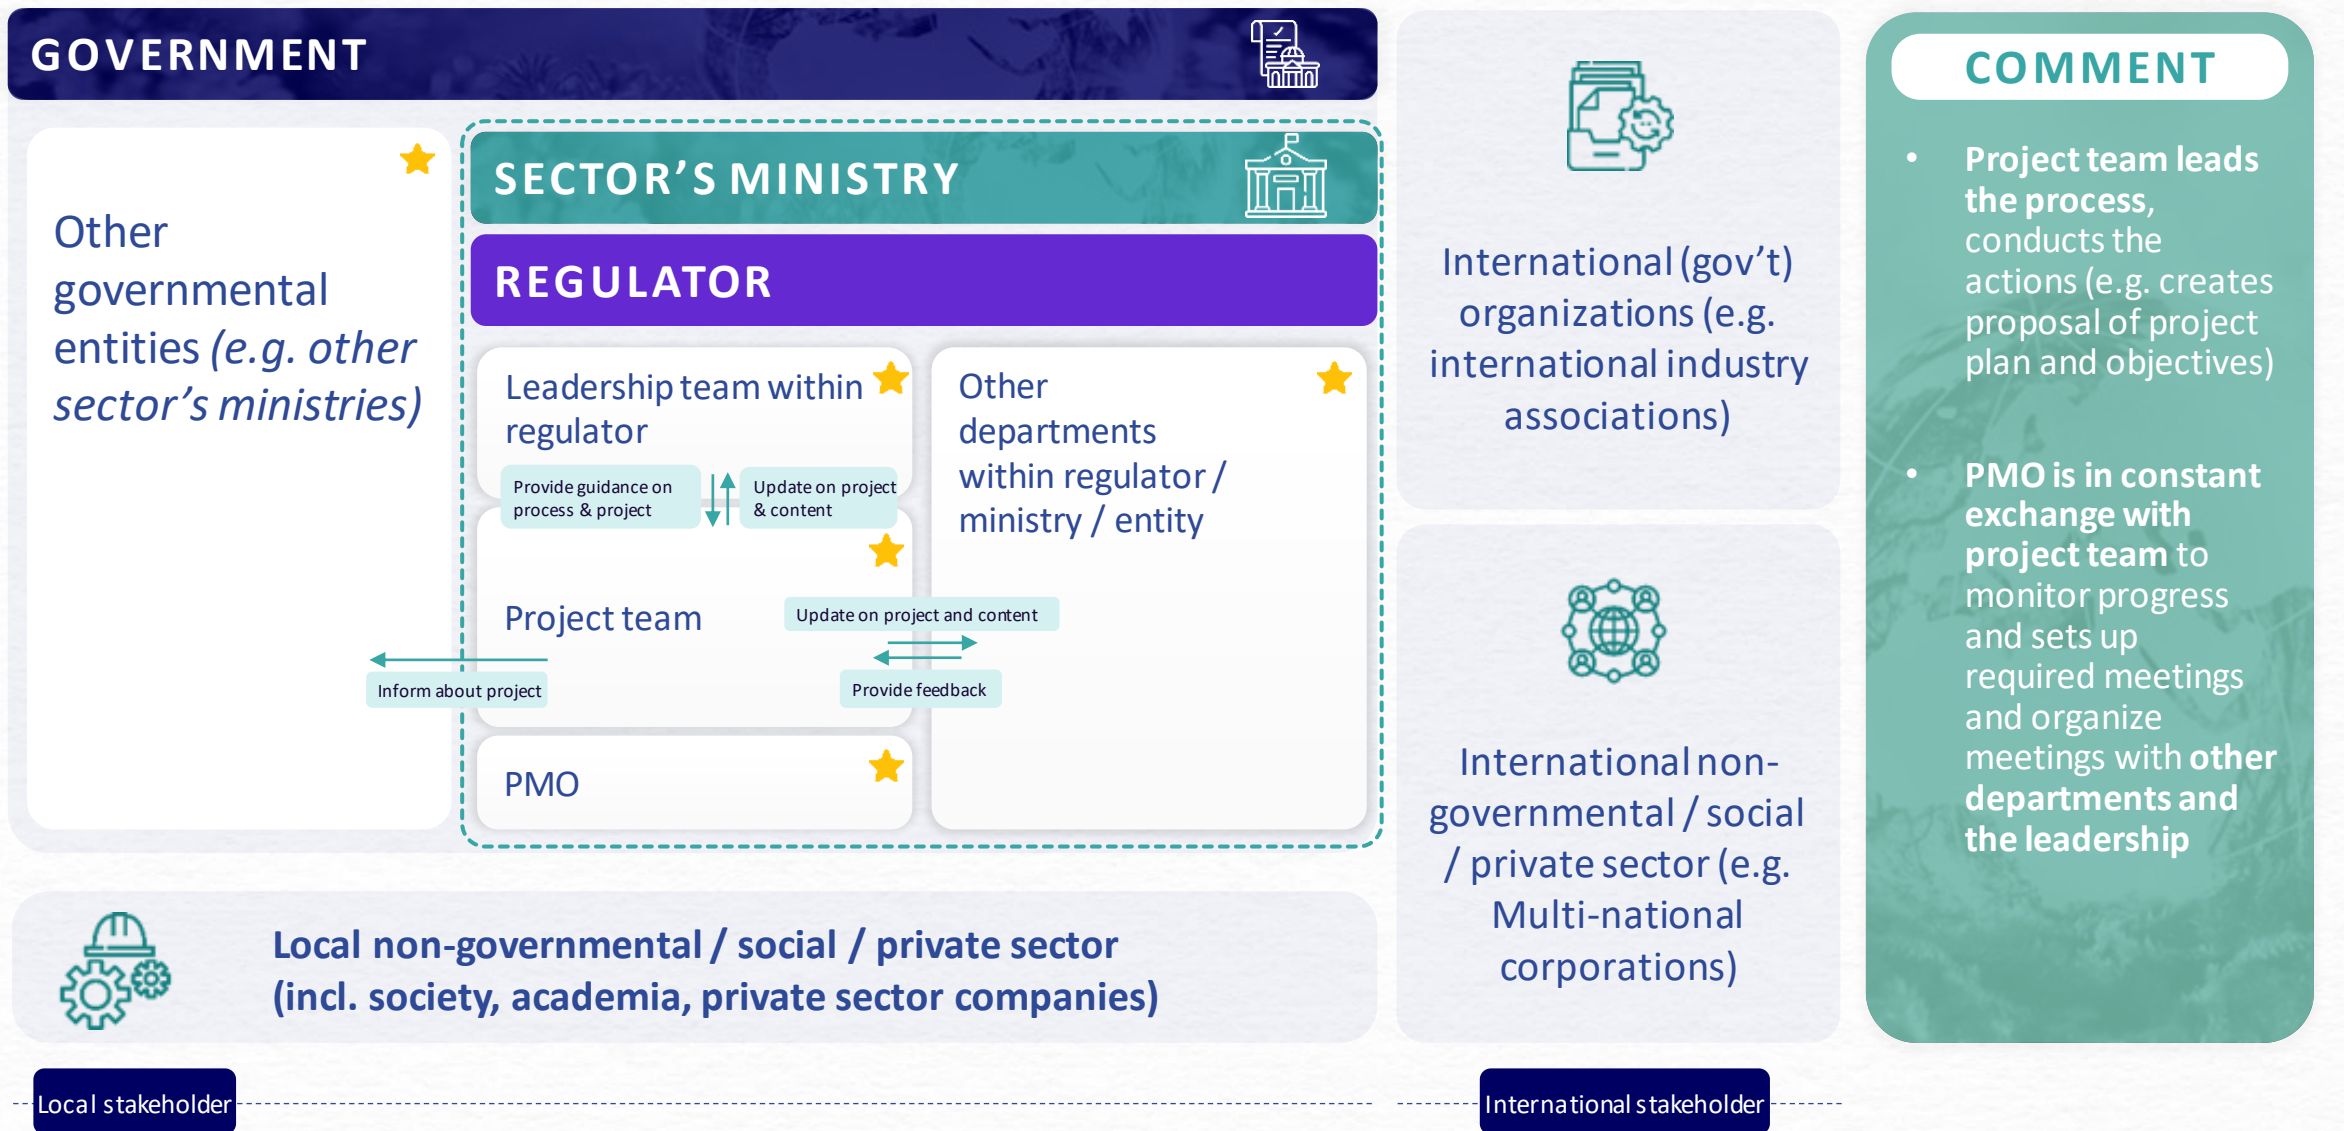 GOVERNMENT
Other
governmental
entities (e.g. other
sector’s ministries)
SECTOR’S MINISTRY
REGULATOR
Leadership team within
regulator
Provide guidance on
process & project
Update on project
& content
Project team
Update on project and content
Provide feedback
Inform about project
PMO
Other
departments
within regulator /
ministry / entity
Local non-governmental / social / private sector
(incl. society, academia, private sector companies)
International (gov’t)
organizations (e.g.
international industry
associations)
International non-
governmental / social
/ private sector (e.g.
Multi-national
corporations)
COMMENT
• Project team leads
the process,
conducts the
actions (e.g. creates
proposal of project
plan and objectives)
• PMO is in constant
exchange with
project team to
monitor progress
and sets up
required meetings
and organize
meetings with other
departments and
the leadership
Local stakeholder
International stakeholder